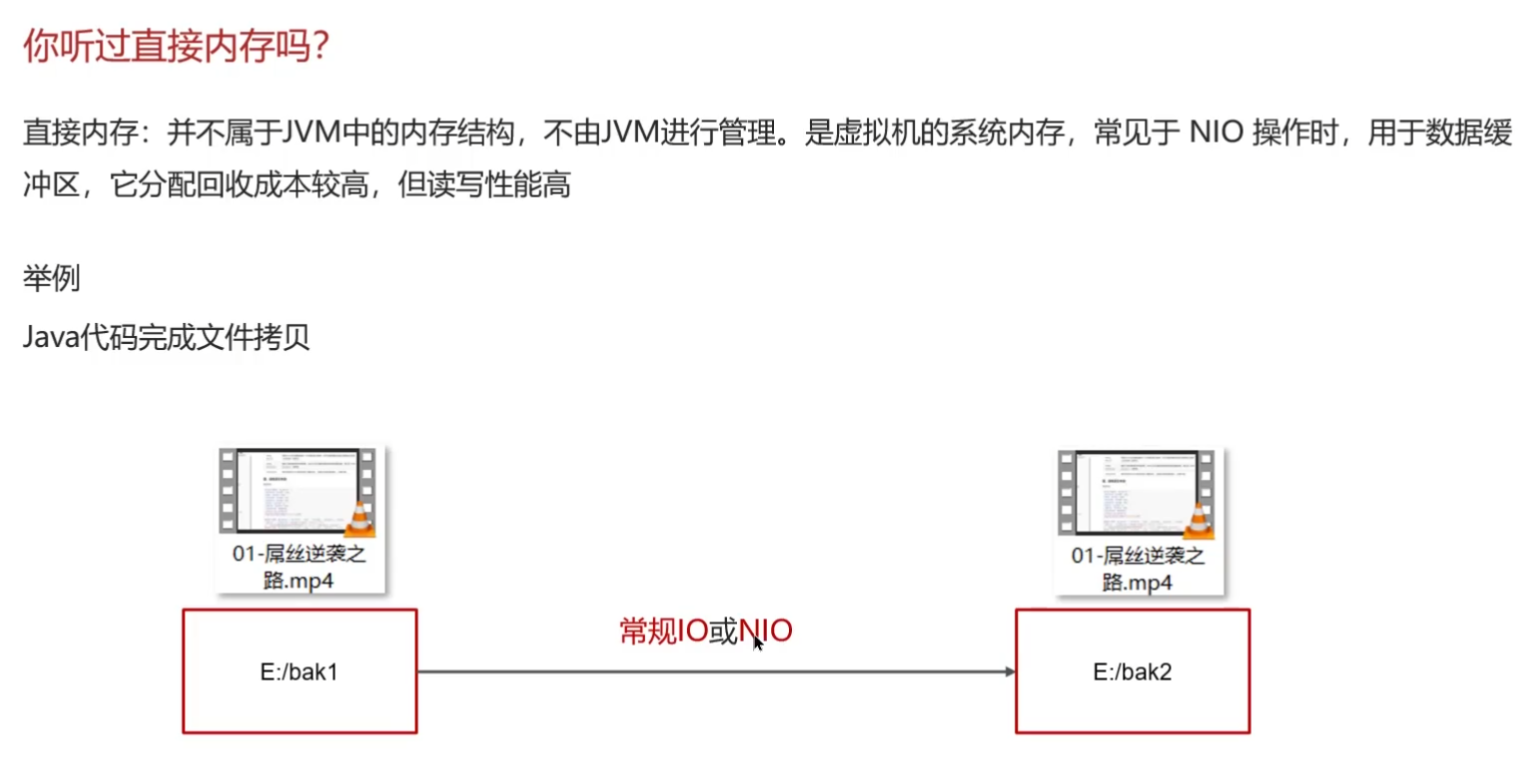 你听过直接内存吗？
直接内存：并不属于JVM中的内存结构，不由JVM进行管理。是虚拟机的系统内存，常见于 NIO 操作时，用于数据缓
冲区，它分配回收成本较高，但读写性能高
举例
Java代码完成文件拷贝
01-屌丝逆袭之
路.mp4
01-屌丝逆袭之
路.mp4
常规IO或NIO
E:/bak1
E:/bak2